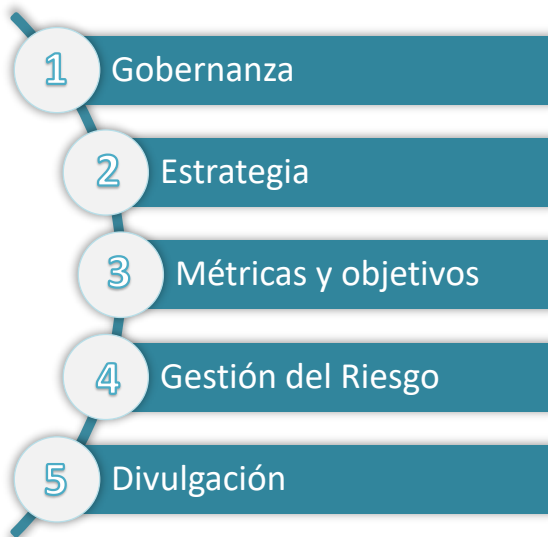 1 Gobernanza
2 Estrategia
3 Métricas y objetivos
4 Gestión del Riesgo
5 Divulgación